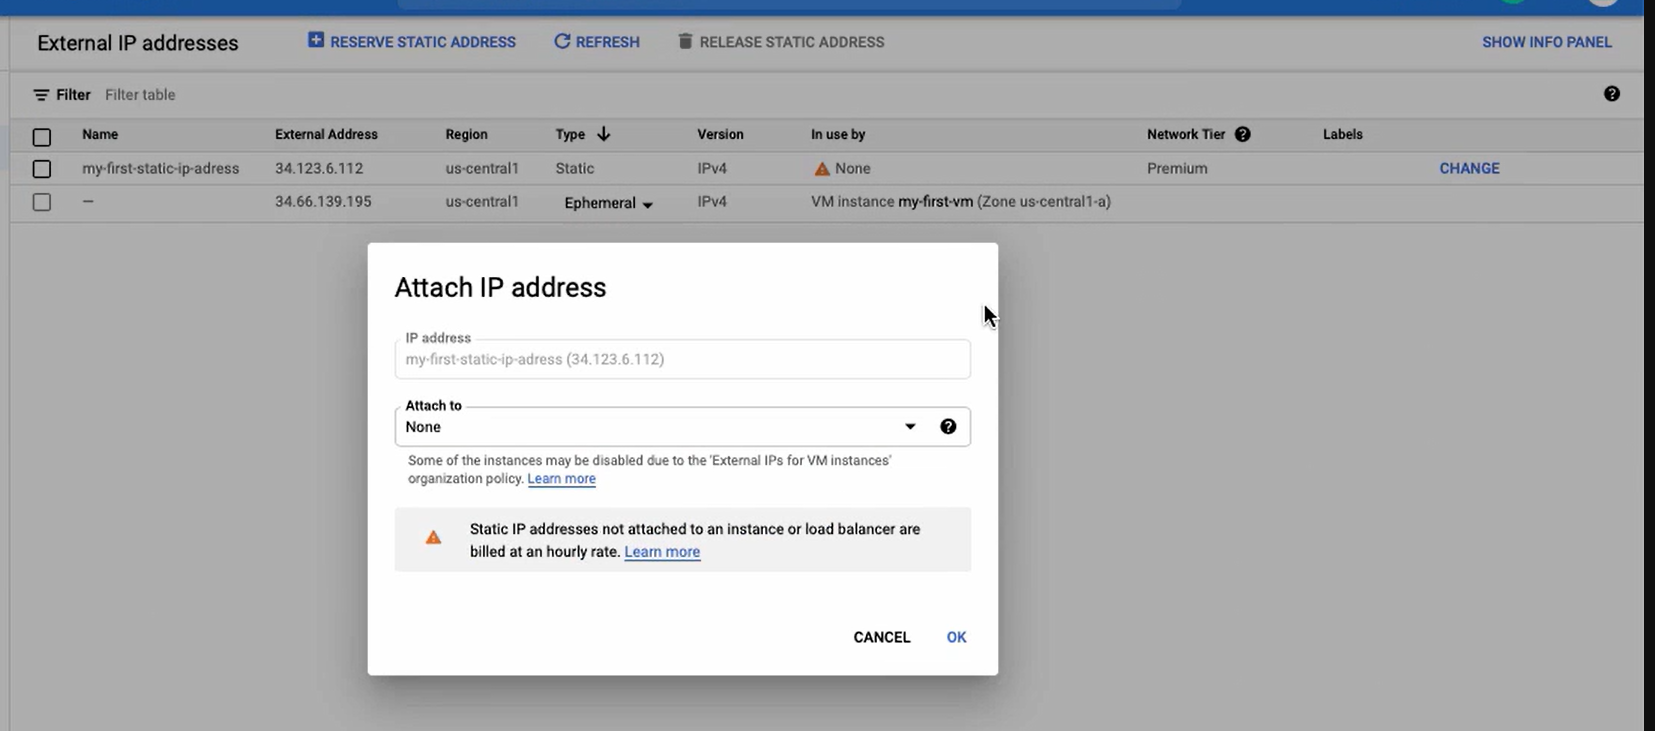 External IP addresses RESERVE STATIC ADDRESS REFRESH RELEASE STATIC ADDRESS SHOW INFO PANEL
Filter Filter table
Name External Address Region Type Version In use by Network Tier Labels
my-first-static-ip-adress 34.123.6.112 us-central1 Static IPv4 None Premium CHANGE
— 34.66.139.195 us-central1 Ephemeral IPv4 VM instance my-first-vm (Zone us-central1-a)
Attach IP address
IP address
my-first-static-ip-adress (34.123.6.112)
Attach to
None
Some of the instances may be disabled due to the 'External IPs for VM instances'
organization policy. Learn more
Static IP addresses not attached to an instance or load balancer are
billed at an hourly rate. Learn more
CANCEL OK